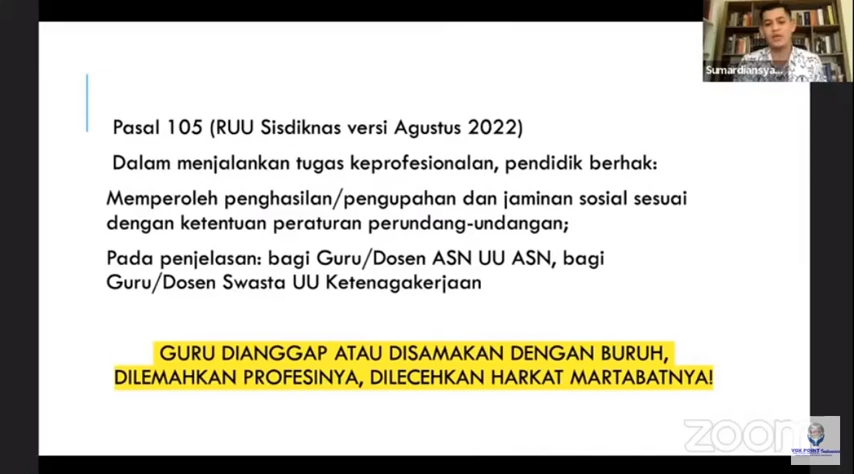 Sumardiansya...
Pasal 105 (RUU Sisdiknas versi Agustus 2022)
Dalam menjalankan tugas keprofesionalan, pendidik berhak:
Memperoleh penghasilan/pengupahan dan jaminan sosial sesuai
dengan ketentuan peraturan perundang-undangan;
Pada penjelasan: bagi Guru/Dosen ASN UU ASN, bagi
Guru/Dosen Swasta UU Ketenagakerjaan
GURU DIANGGAP ATAU DISAMAKAN DENGAN BURUH,
DILEMAHKAN PROFESINYA, DILECEHKAN HARKAT MARTABATNYA!
zoom